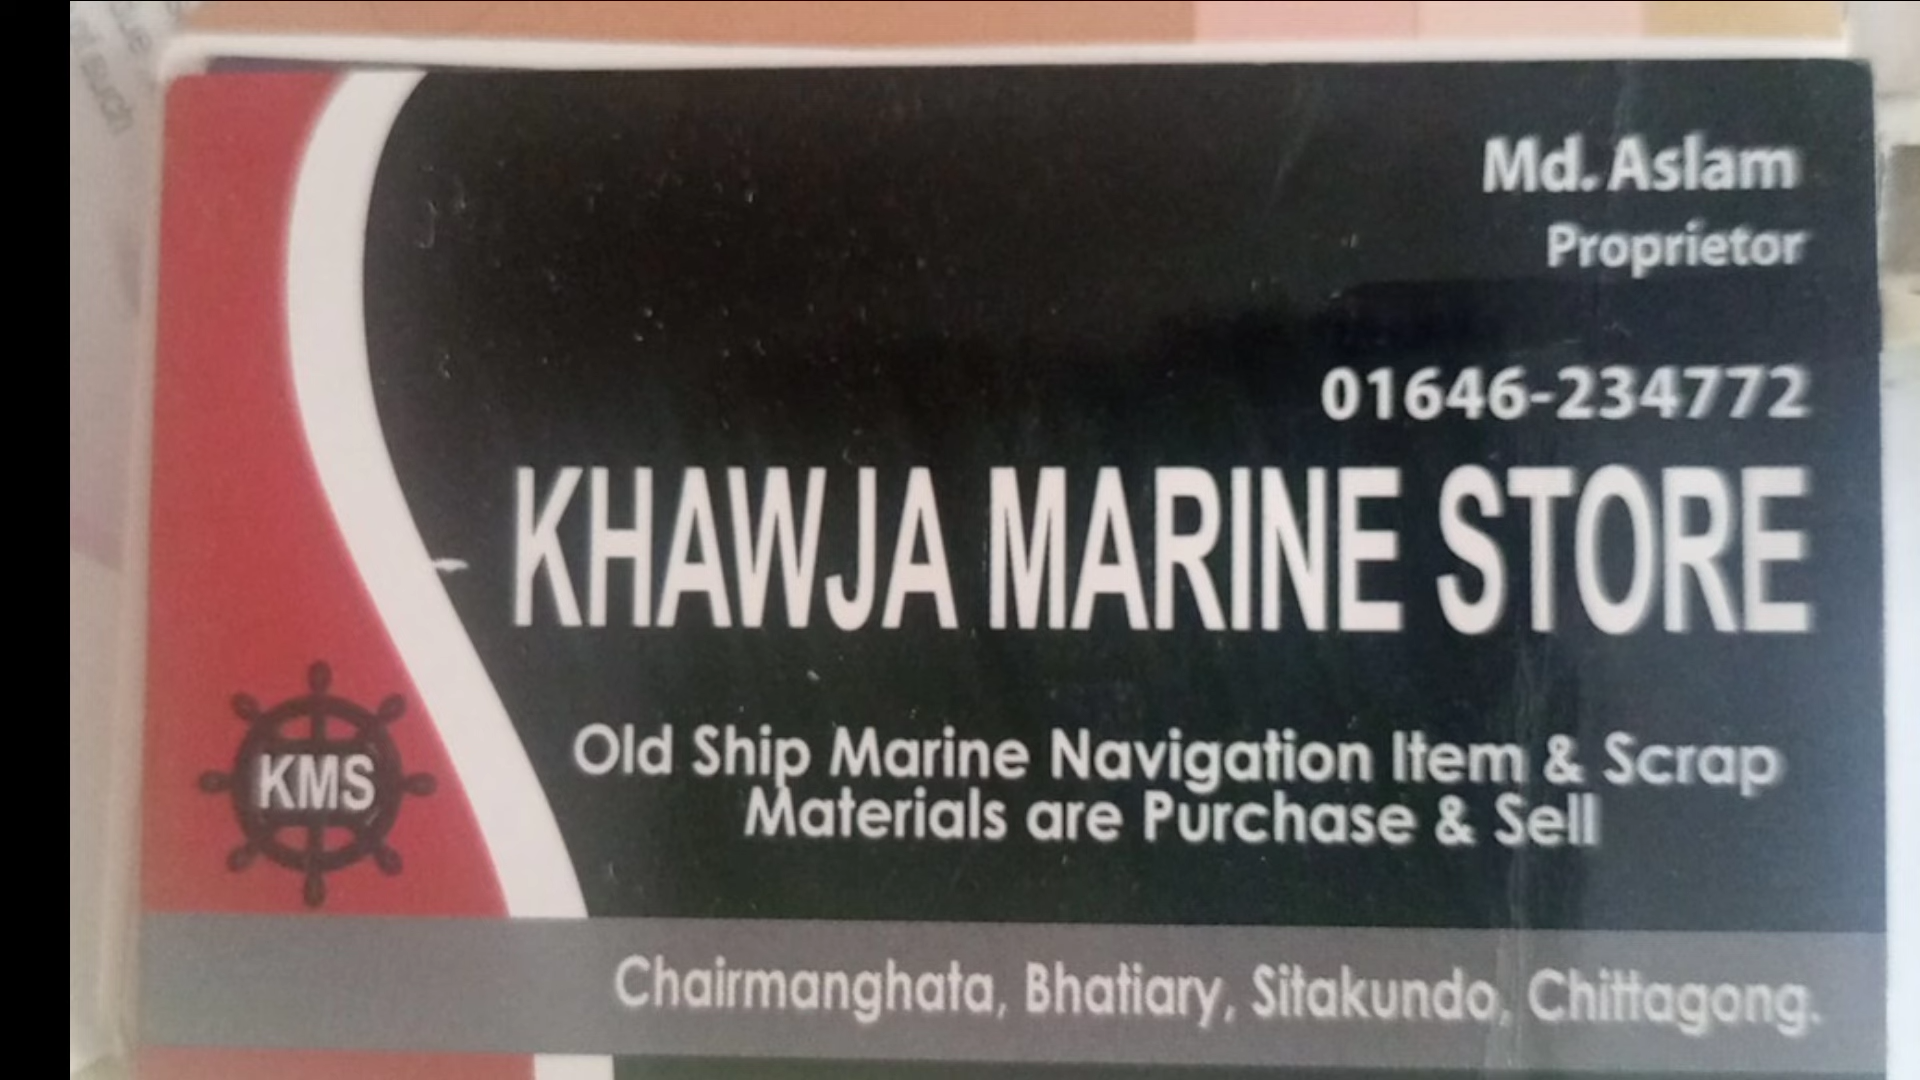 Md. Aslam
Proprietor
01646-234772
KHAWJA MARINE STORE
Old Ship Marine Navigation Item & Scrap
Materials are Purchase & Sell
KMS
Chairmanghata, Bhatiary, Sitakundo, Chittagong.
such